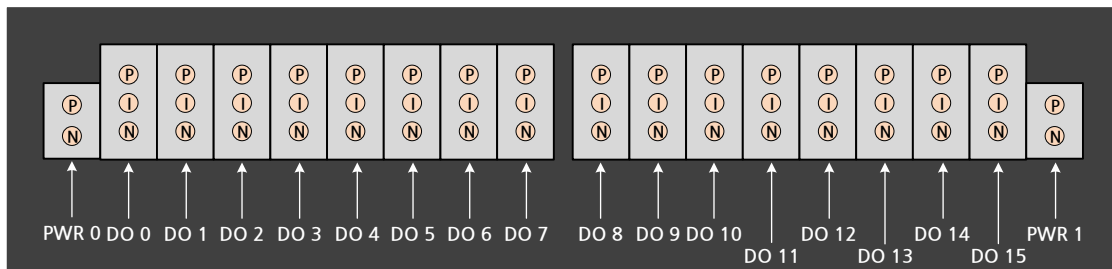 P P P P P P P P P P P P P P P P
P I I I I I I I I I I I I I I I I P
N N N N N N N N N N N N N N N N N N
PWR 0 DO 0 DO 1 DO 2 DO 3 DO 4 DO 5 DO 6 DO 7 DO 8 DO 9 DO 10 DO 12 DO 14 PWR 1
DO 11 DO 13 DO 15